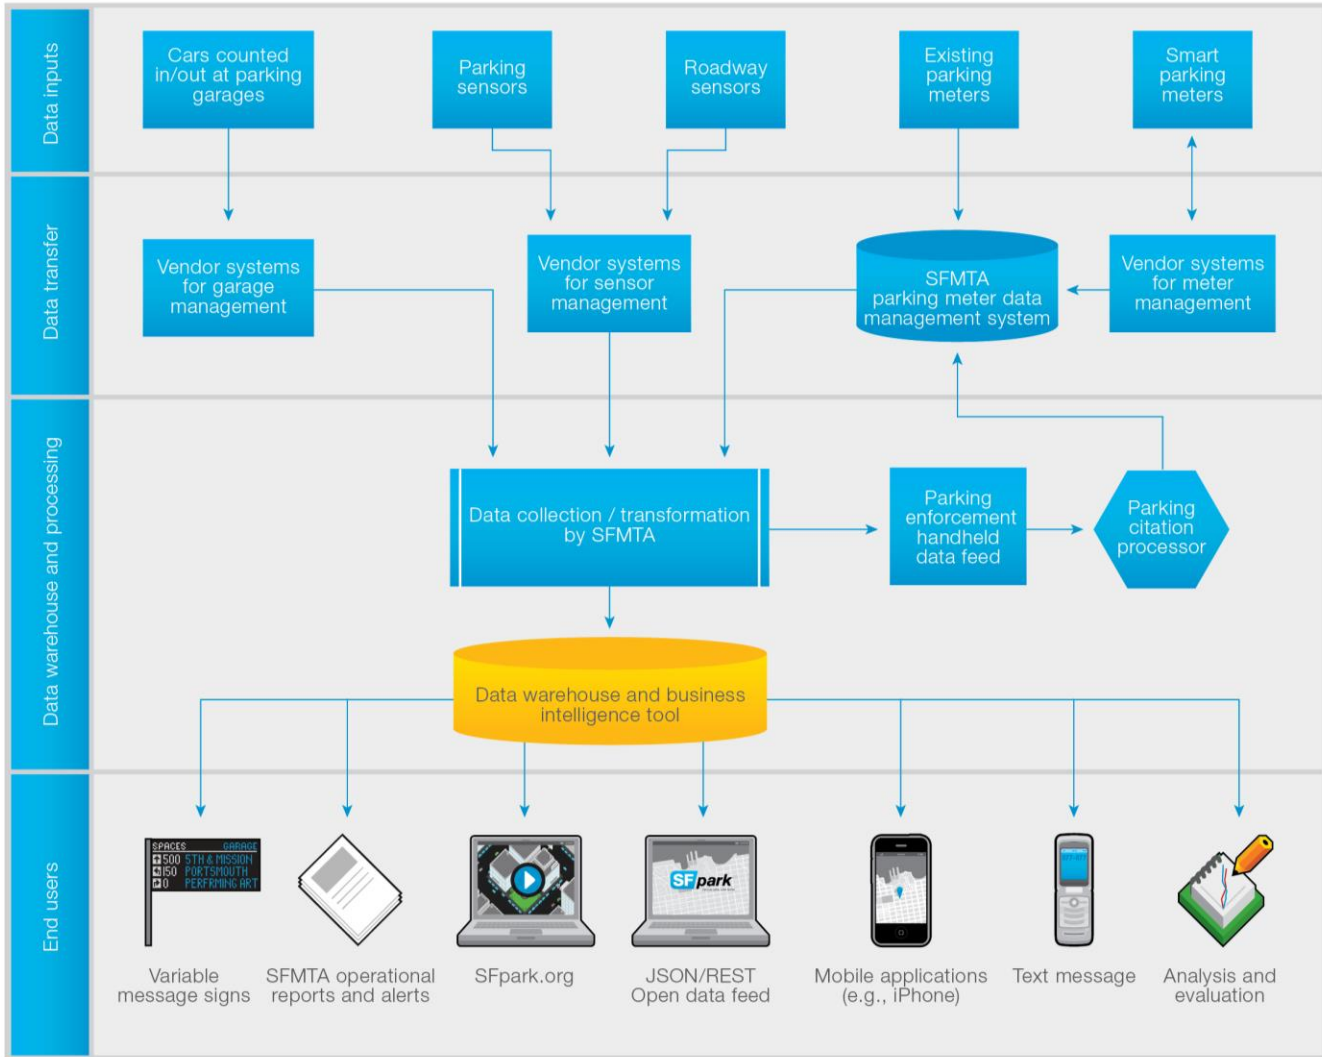 Data inputs
Cars counted
in/out at parking
garages
Parking
sensors
Roadway
sensors
Existing
parking
meters
Smart
parking
meters
Data transfer
Vendor systems
for garage
management
Vendor systems
for sensor
management
SFMTA
parking meter data
management system
Vendor systems
for meter
management
Data warehouse and processing
Data collection / transformation
by SFMTA
Parking
enforcement
handheld
data feed
Parking
citation
processor
Data warehouse and business
intelligence tool
End users
SPACES GARAGE
500 5TH & MISSION
150 PORTSMOUTH
0 PERFRMING ART
SFpark
Variable
message signs
SFMTA operational
reports and alerts
SFpark.org
JSON/REST
Open data feed
Mobile applications
(e.g., iPhone)
Text message
Analysis and
evaluation